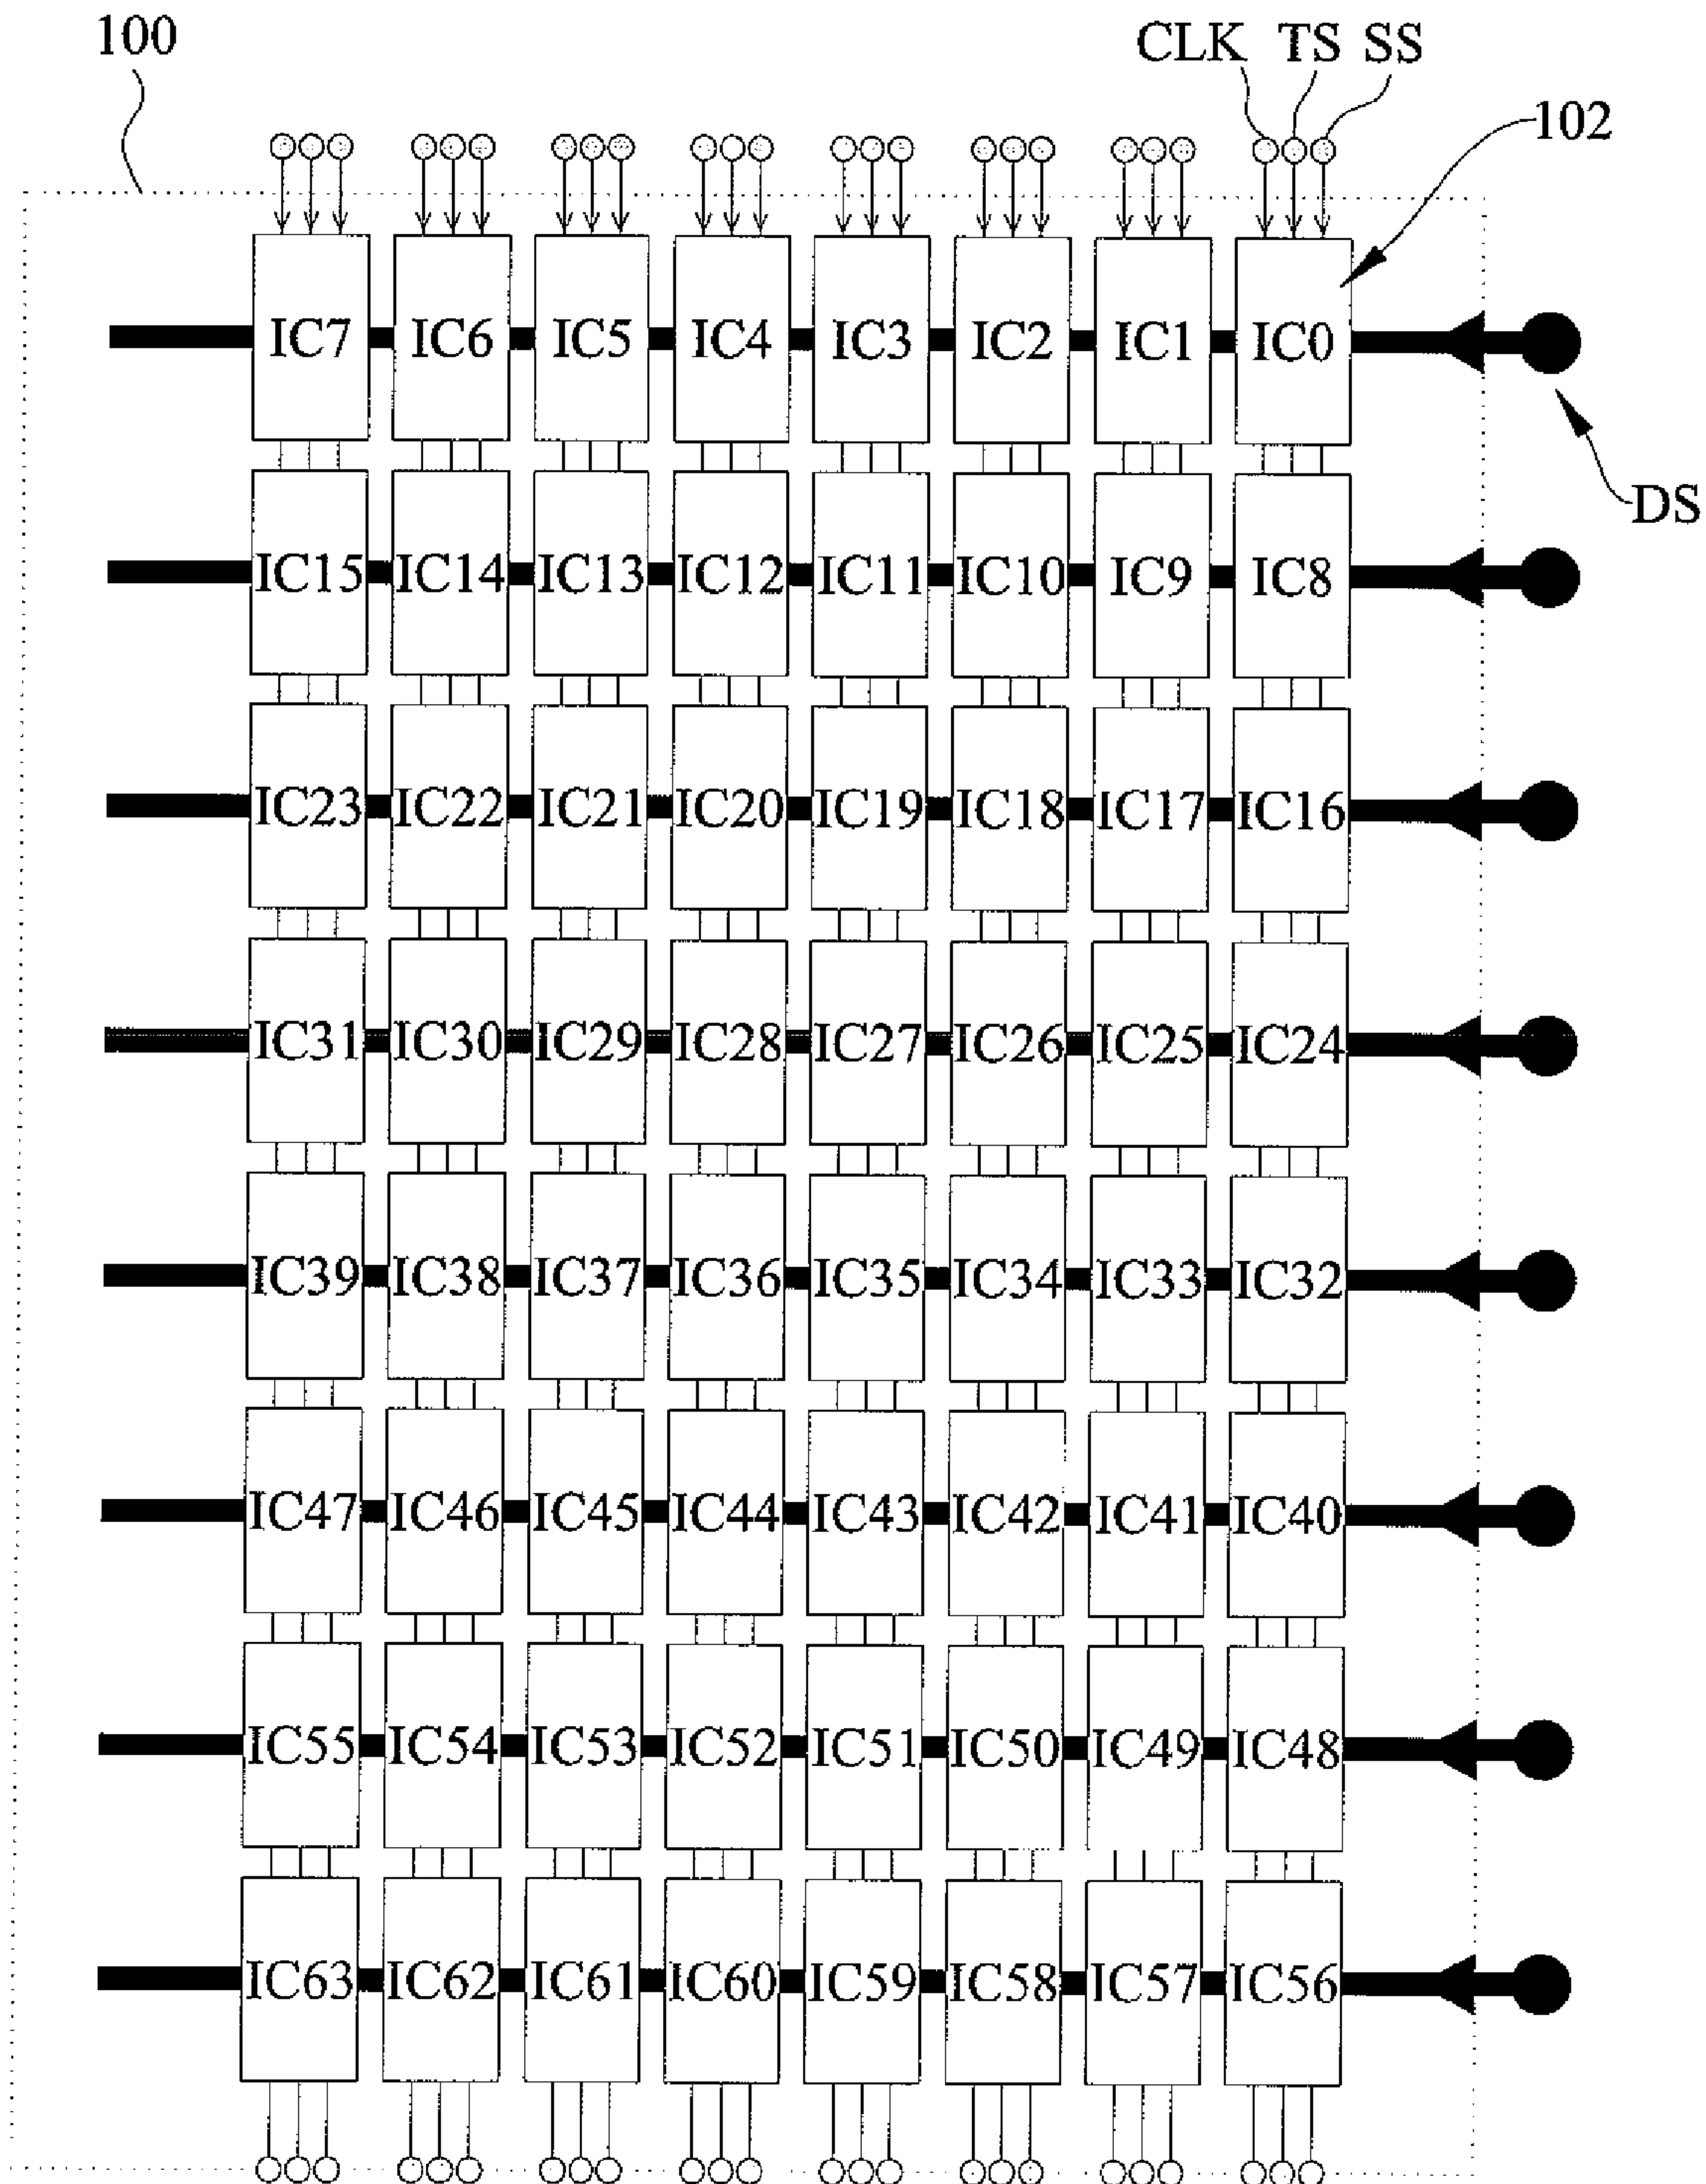 100
CLK TS SS
102
IC7 IC6 IC5 IC4 IC3 IC2 IC1 IC0
DS
IC15 IC14 IC13 IC12 IC11 IC10 IC9 IC8
IC23 IC22 IC21 IC20 IC19 IC18 IC17 IC16
IC31 IC30 IC29 IC28 IC27 IC26 IC25 IC24
IC39 IC38 IC37 IC36 IC35 IC34 IC33 IC32
IC47 IC46 IC45 IC44 IC43 IC42 IC41 IC40
IC55 IC54 IC53 IC52 IC51 IC50 IC49 IC48
IC63 IC62 IC61 IC60 IC59 IC58 IC57 IC56